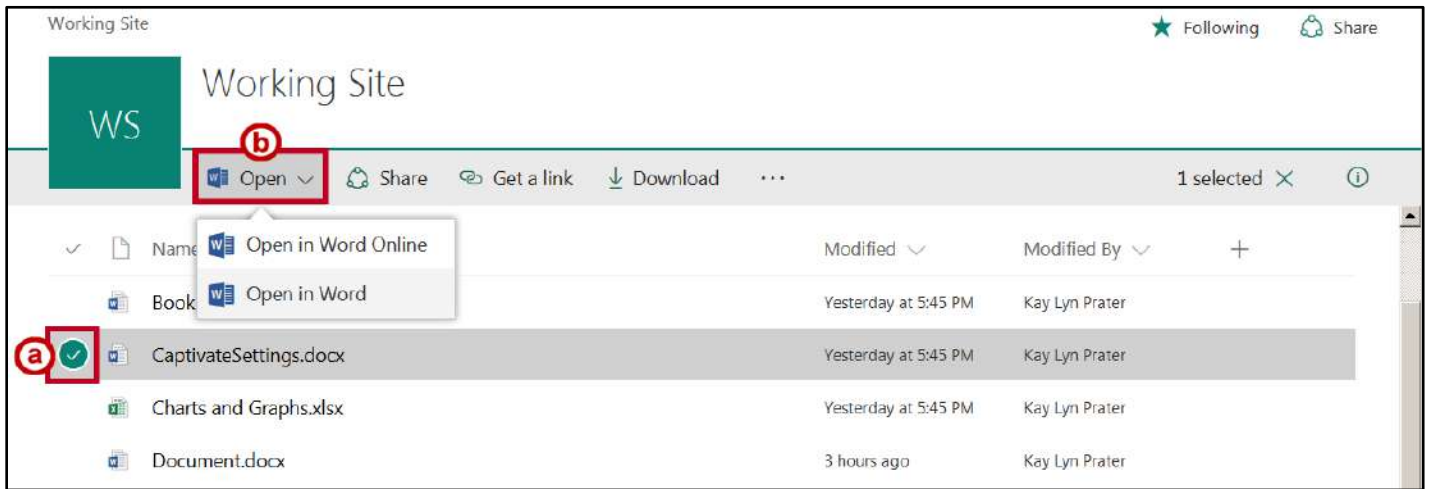 Working Site
Following Share
Working Site
WS
b
Open Share Get a link Download ... 1 selected
Open in Word Online
Name Modified Modified By
Open in Word
Book Yesterday at 5:45 PM Kay Lyn Prater
a CaptivateSettings.docx Yesterday at 5:45 PM Kay Lyn Prater
Charts and Graphs.xlsx Yesterday at 5:45 PM Kay Lyn Prater
Document.docx 3 hours ago Kay Lyn Prater